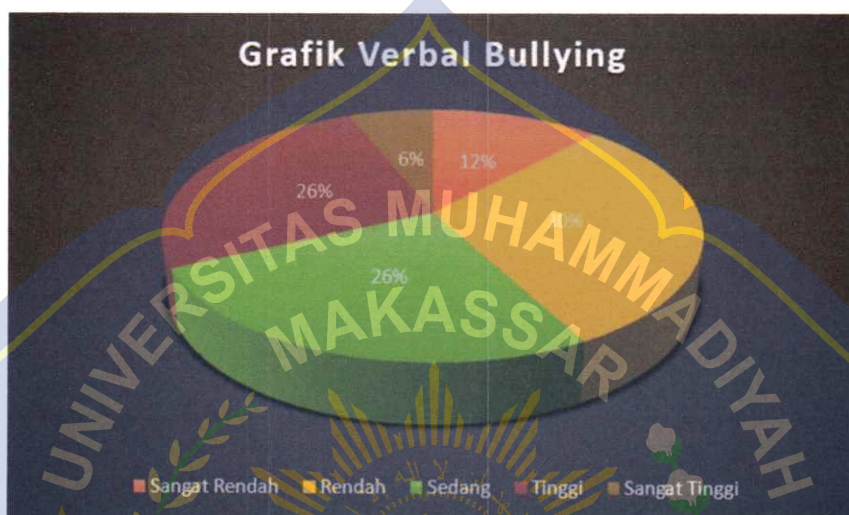 Grafik Verbal Bullying
6%
12%
26%
26%
UNIVERSITAS MUHAMMADIYAH
MAKASSAR
Sangat Rendah Rendah Sedang Tinggi Sangat Tinggi